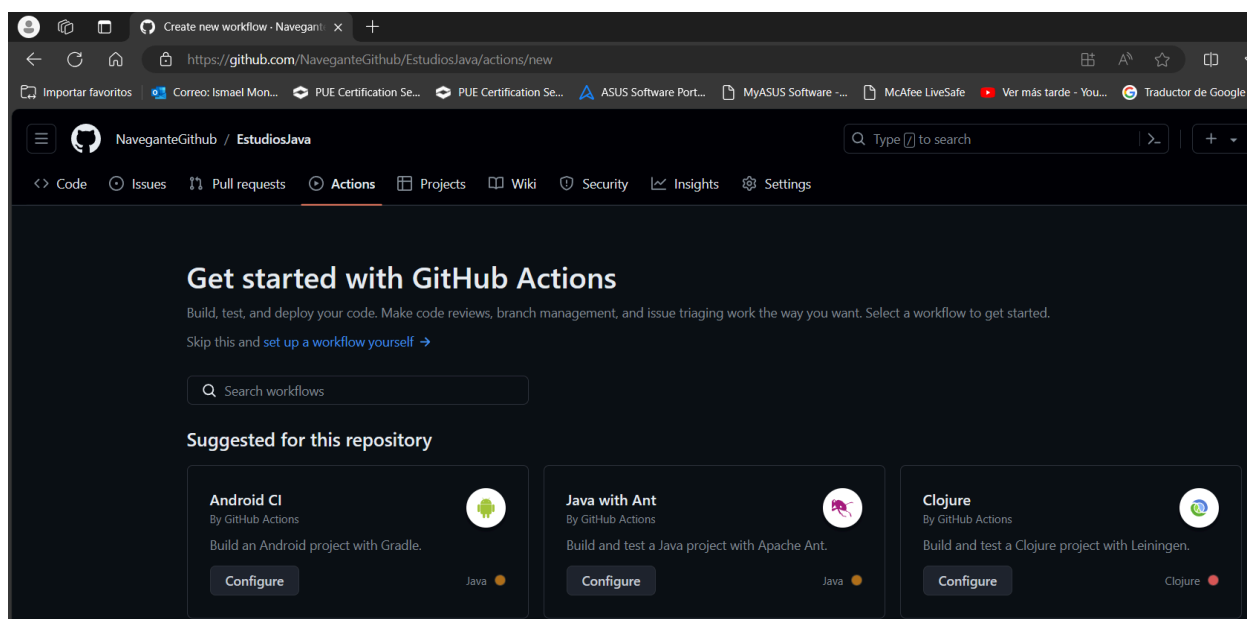 Create new workflow · Navegant
https://github.com/NaveganteGithub/EstudiosJava/actions/new
Importar favoritos Correo: Ismael Mon... PUE Certification Se... PUE Certification Se... ASUS Software Port... MyASUS Software -... McAfee LiveSafe Ver más tarde - You... Traductor de Google
NaveganteGithub / EstudiosJava Type / to search
Code Issues Pull requests Actions Projects Wiki Security Insights Settings
Get started with GitHub Actions
Build, test, and deploy your code. Make code reviews, branch management, and issue triaging work the way you want. Select a workflow to get started.
Skip this and set up a workflow yourself →
Search workflows
Suggested for this repository
Android CI
By GitHub Actions
Build an Android project with Gradle.
Configure Java
Java with Ant
By GitHub Actions
Build and test a Java project with Apache Ant.
Configure Java
Clojure
By GitHub Actions
Build and test a Clojure project with Leiningen.
Configure Clojure